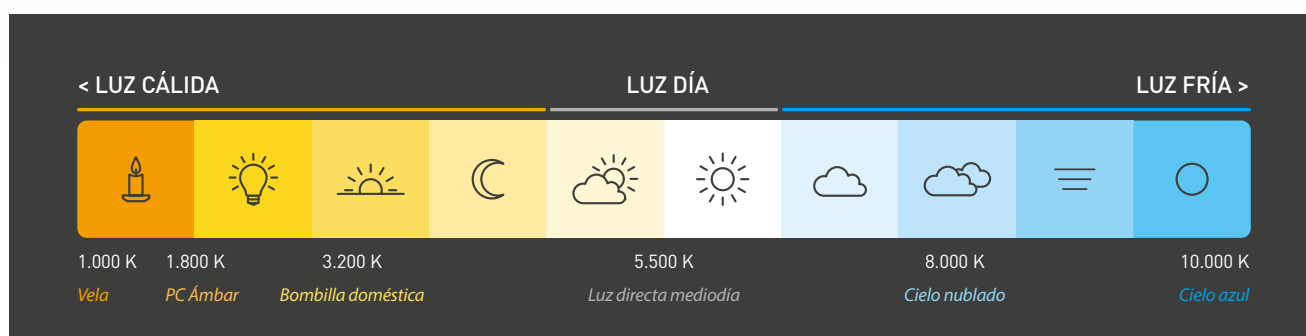 < LUZ CÁLIDA
LUZ DÍA
LUZ FRÍA >
1.000 K
1.800 K
3.200 K
5.500 K
8.000 K
10.000 K
Vela
PC Ámbar
Bombilla doméstica
Luz directa mediodía
Cielo nublado
Cielo azul